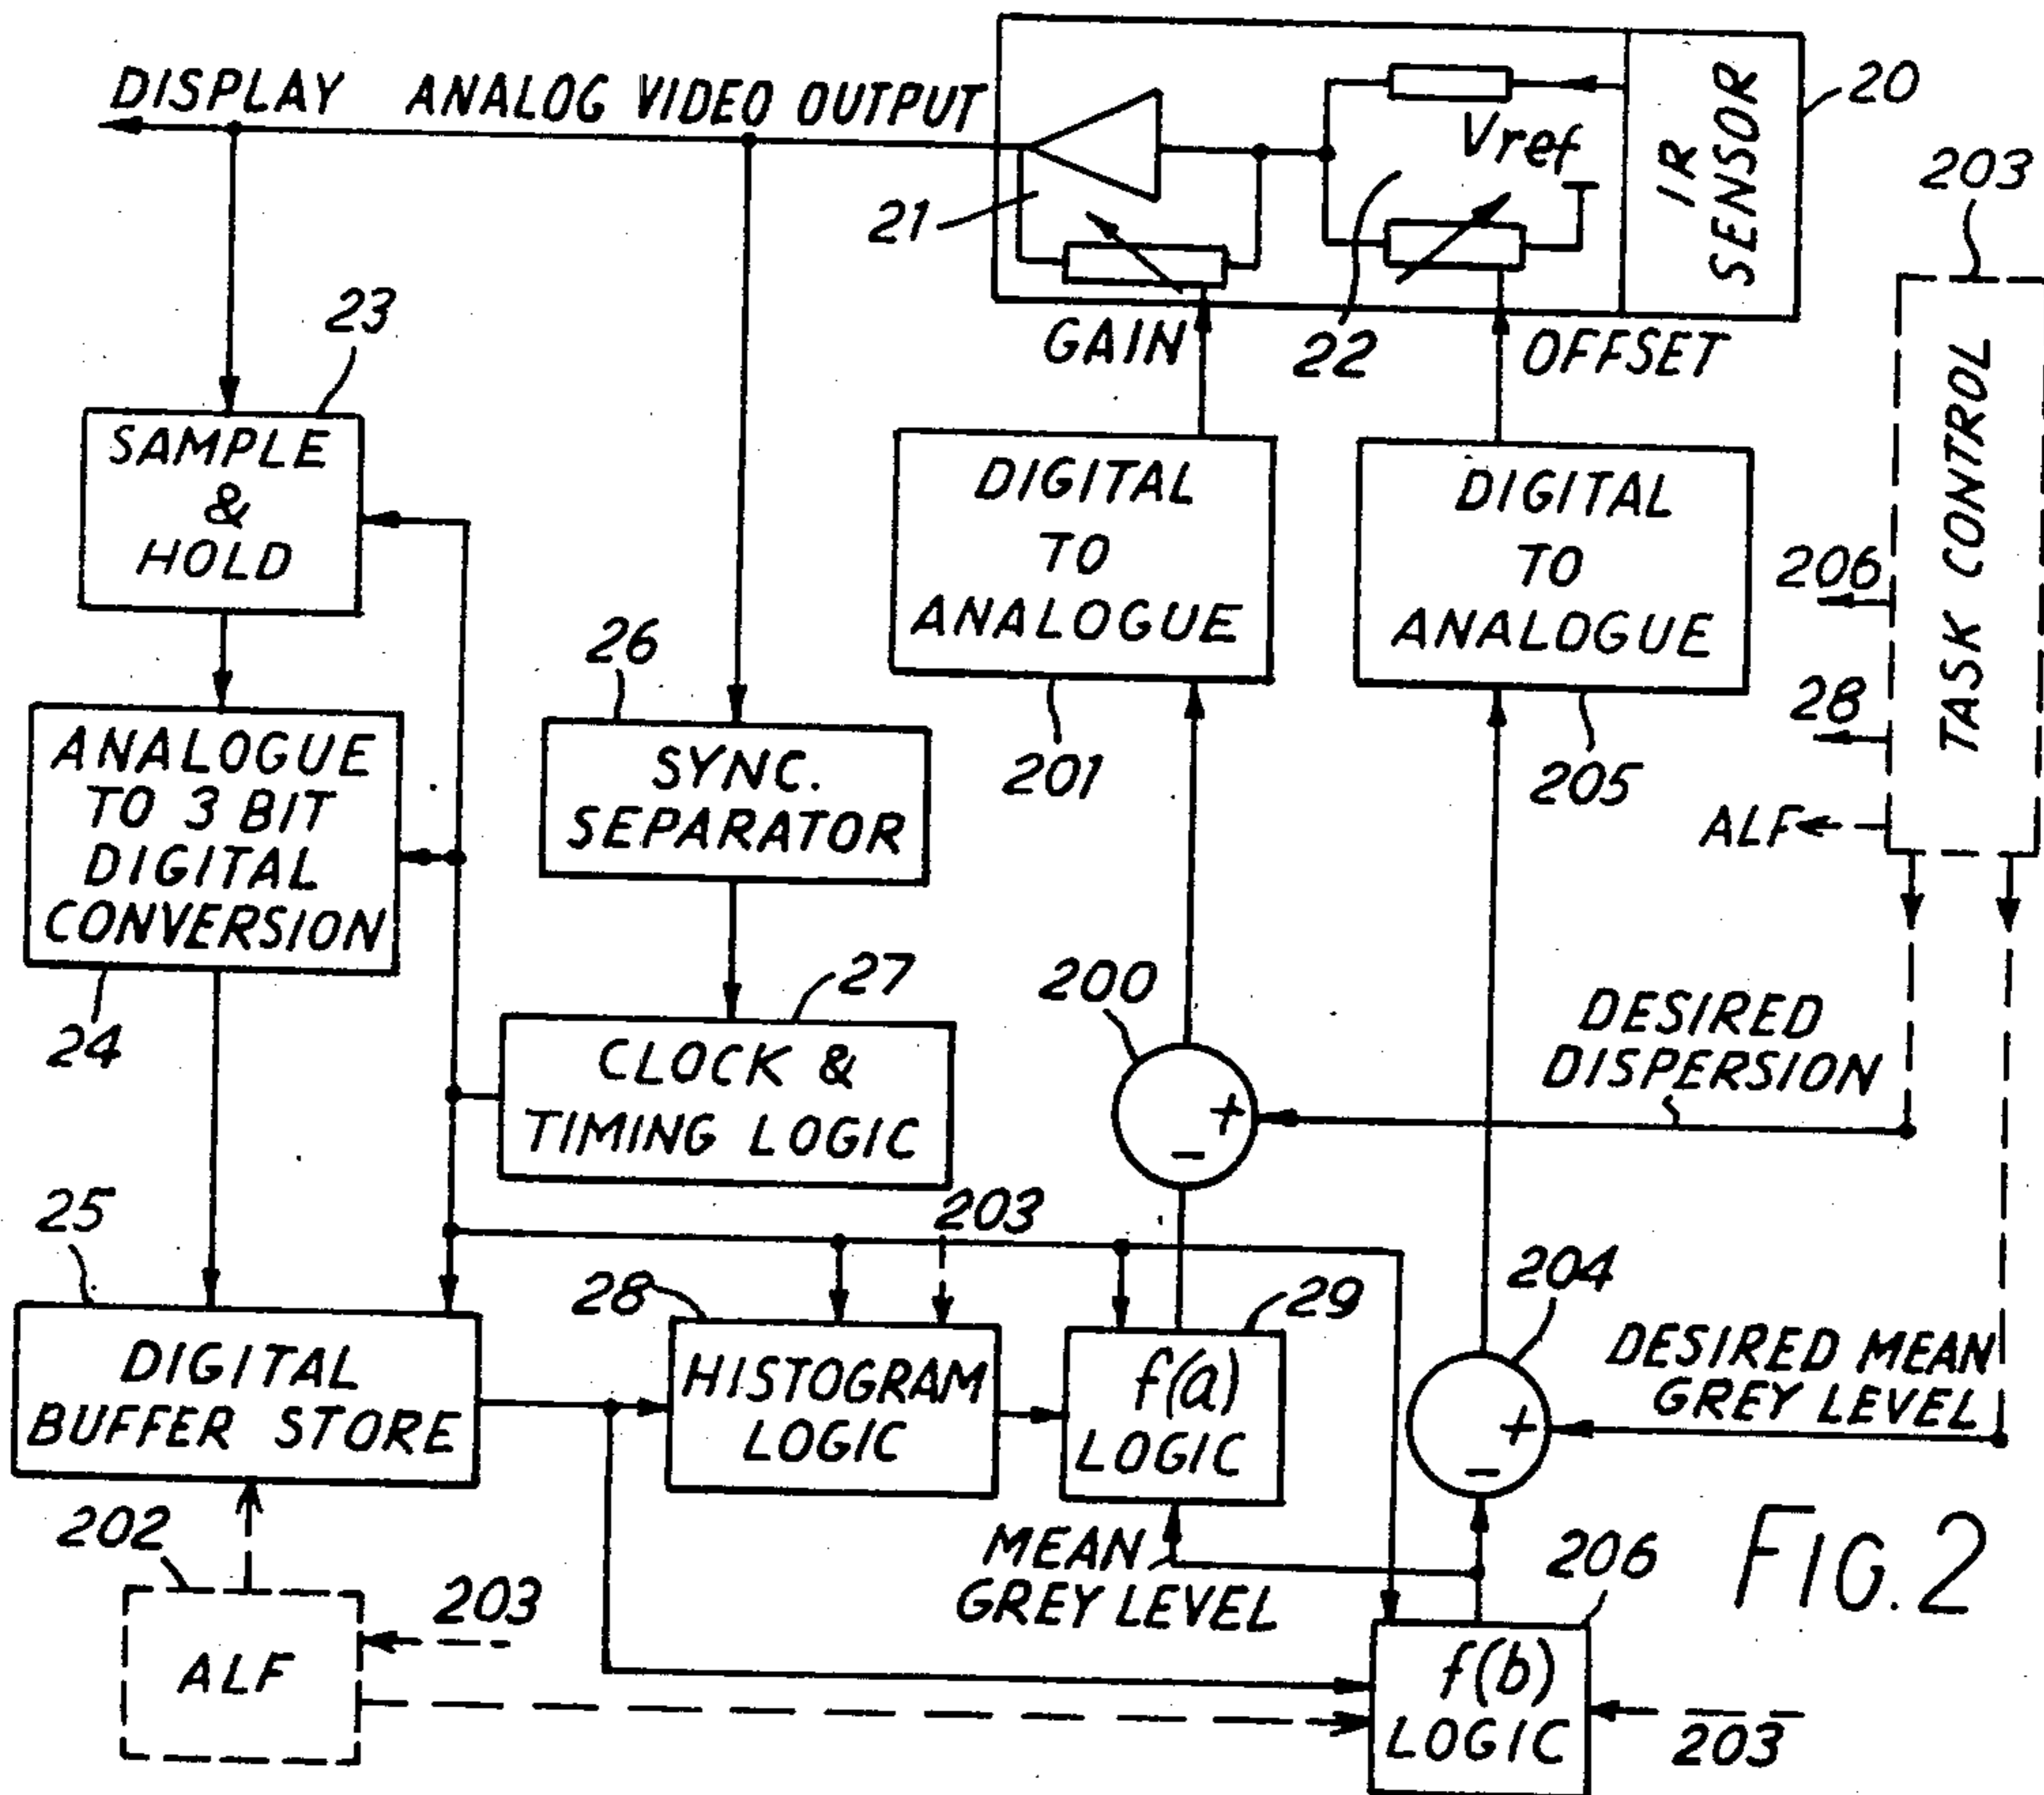 DISPLAY ANALOG VIDEO OUTPUT
IR
SENSOR
20
Vref
21
22
203
GAIN
OFFSET
23
SAMPLE
&
HOLD
DIGITAL
TO
ANALOGUE
DIGITAL
TO
ANALOGUE
TASK CONTROL
206
28
ALF
26
201
205
ANALOGUE
TO 3 BIT
DIGITAL
CONVERSION
SYNC.
SEPARATOR
24
27
200
CLOCK &
TIMING LOGIC
+
-
DESIRED
DISPERSION
25
203
28
29
204
DIGITAL
BUFFER STORE
HISTOGRAM
LOGIC
f(a)
LOGIC
+
-
DESIRED MEAN
GREY LEVEL
202
MEAN
GREY LEVEL
206
FIG. 2
203
ALF
f(b)
LOGIC
203